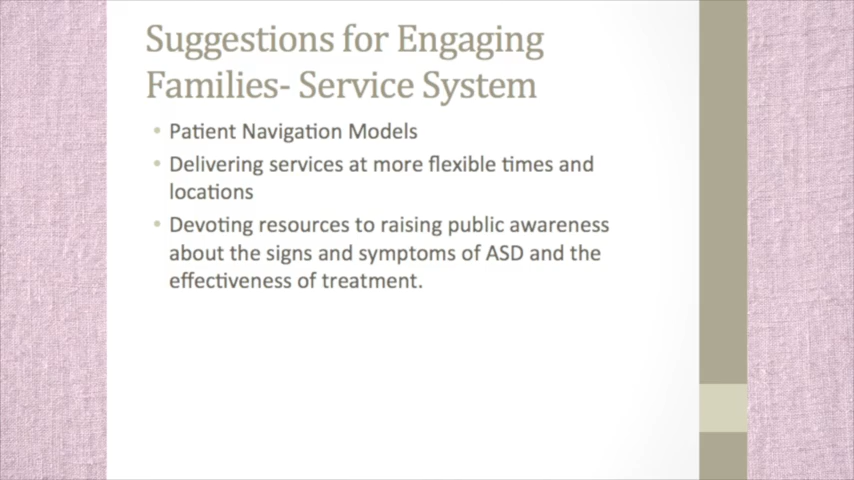 Suggestions for Engaging
Families- Service System
• Patient Navigation Models
• Delivering services at more flexible times and
locations
• Devoting resources to raising public awareness
about the signs and symptoms of ASD and the
effectiveness of treatment.